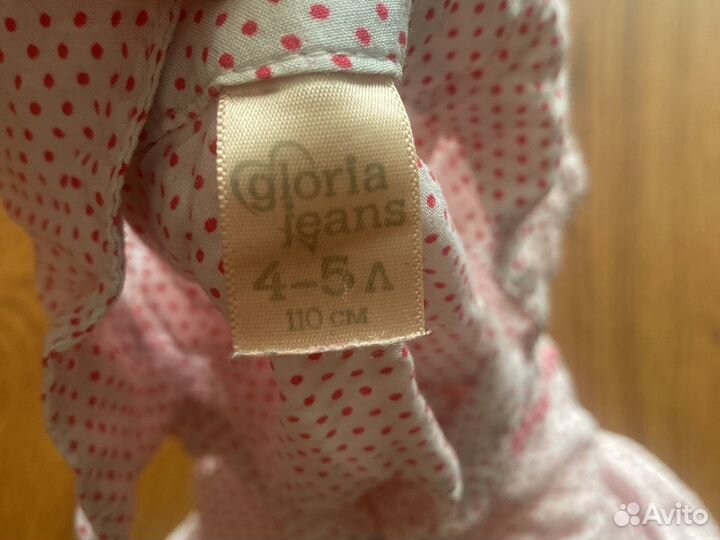 gloria
jeans
4-5 Л
110 СМ
Avito